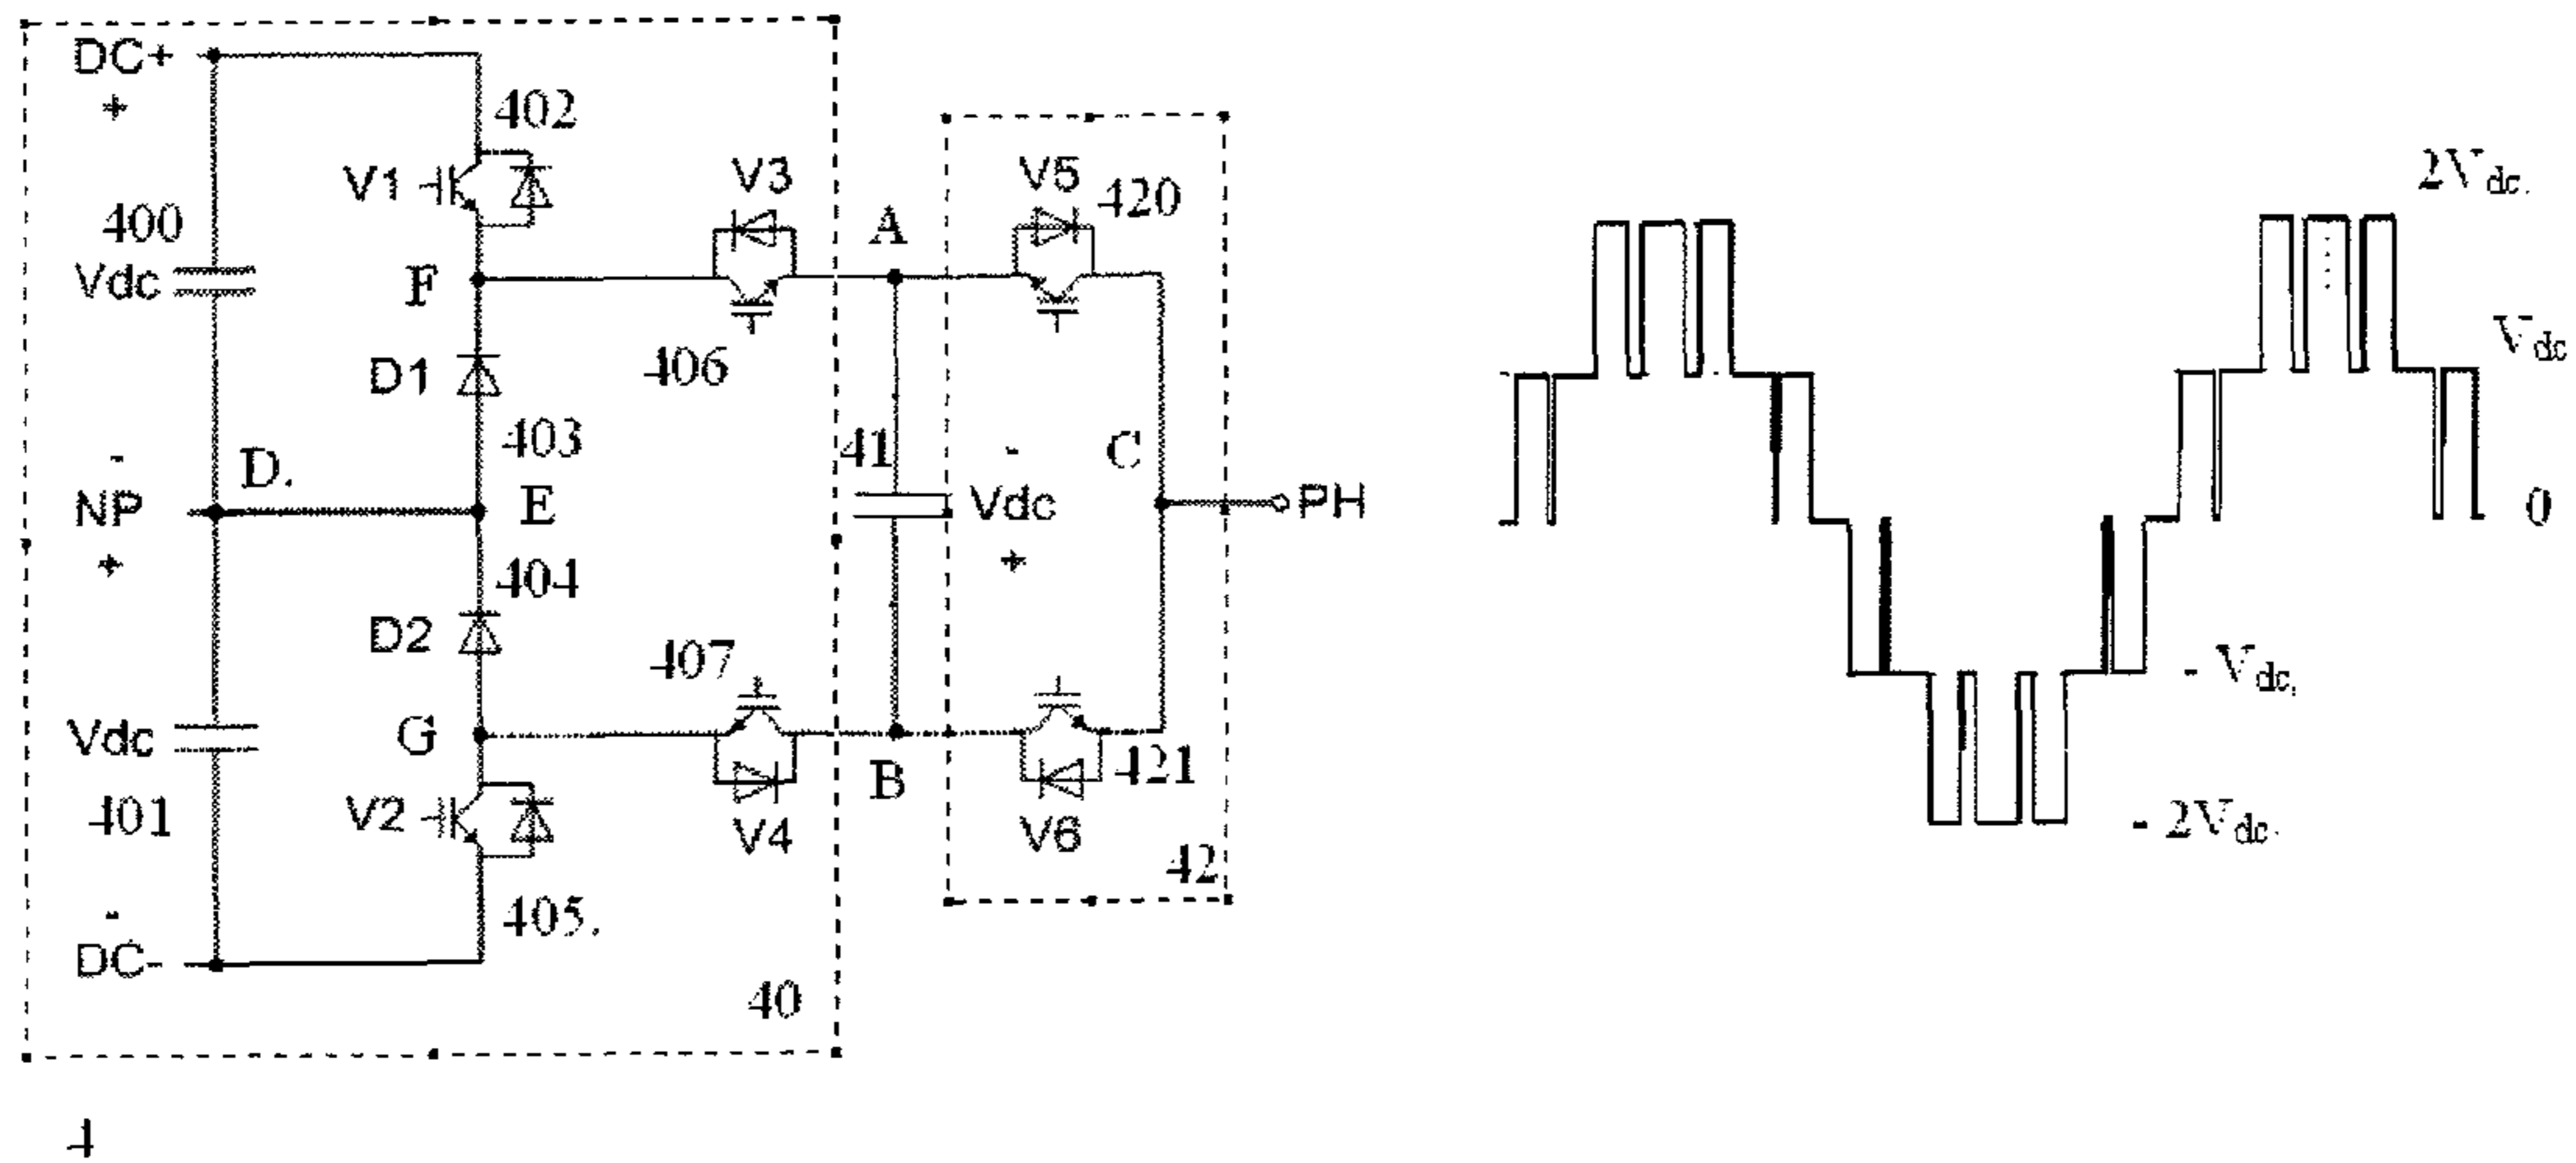 DC+
+
402
V1
V3
V5
420
400
Vdc
F
A
D1
406
403
41
-
C
-
NP
D.
E
Vdc
PH
+
404
+
D2
407
Vdc
G
B
421
V2
401
V4
V6
42
405.
-
DC-
40
4
2Vdc.
Vdc
0
- Vdc,
- 2Vdc.